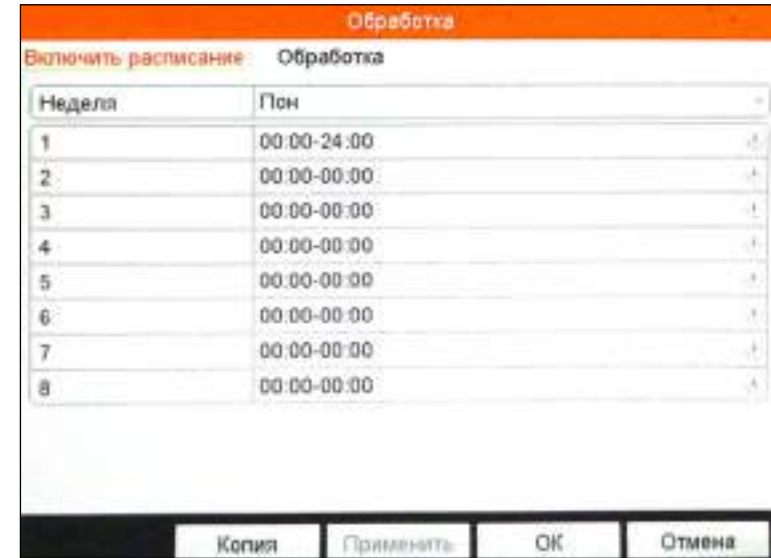 Обработка
Включить расписание Обработка
Неделя Пон
1 00:00-24:00
2 00:00-00:00
3 00:00-00:00
4 00:00-00:00
5 00:00-00:00
6 00:00-00:00
7 00:00-00:00
8 00:00-00:00
Копия Применить ОК Отмена